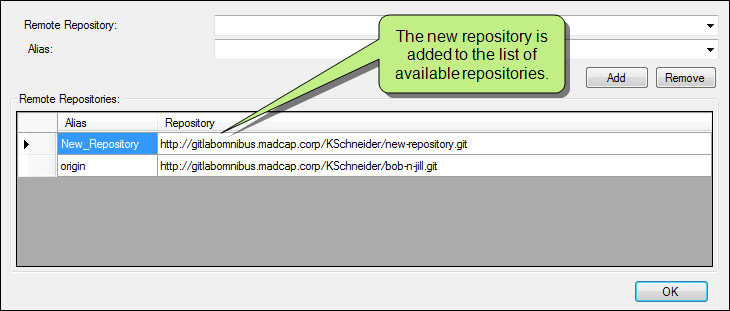 Remote Repository:
Alias:
The new repository is
added to the list of
available repositories.
Add Remove
Remote Repositories:
Alias Repository
New_Repository http://gitlabomnibus.madcap.corp/KSchneider/new-repository.git
origin http://gitlabomnibus.madcap.corp/KSchneider/bob-n-jill.git
OK